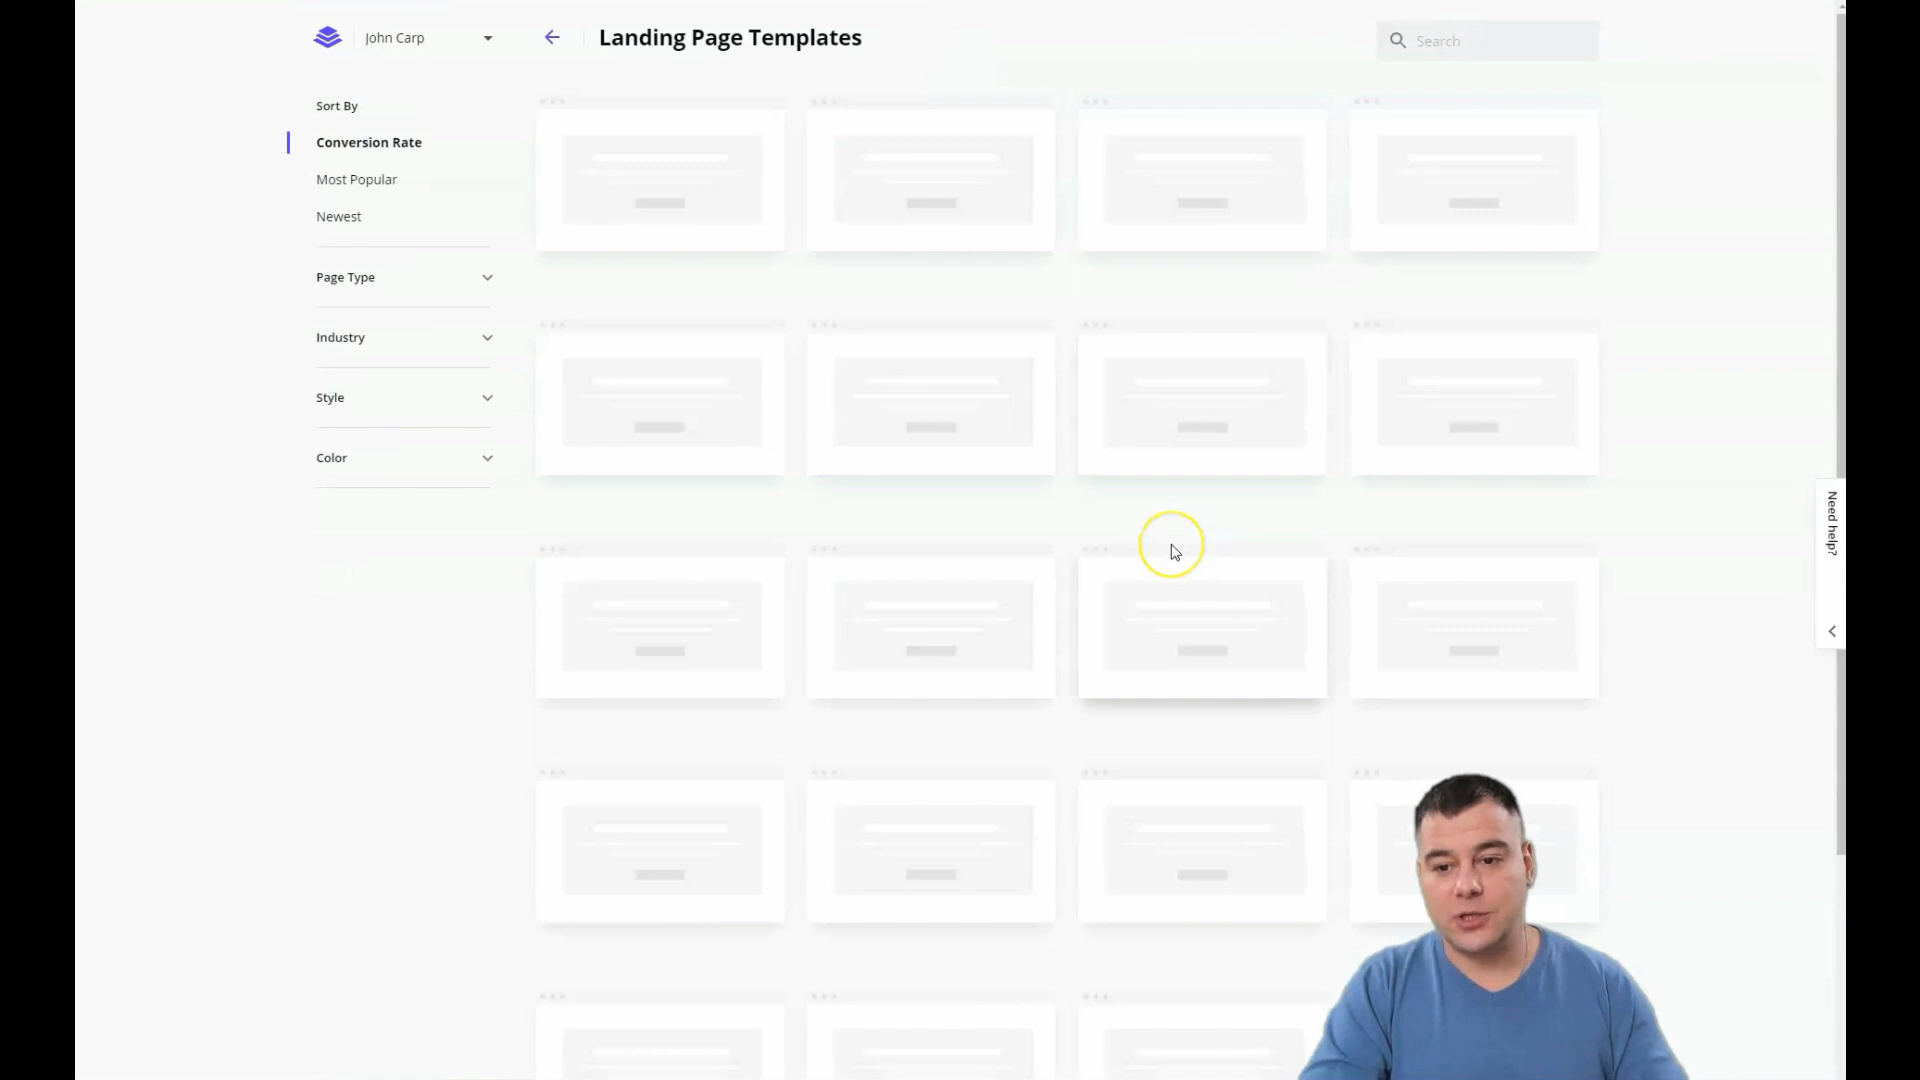 John Carp
Landing Page Templates
Search
Sort By
Conversion Rate
Most Popular
Newest
Page Type
Industry
Style
Color
Need help?